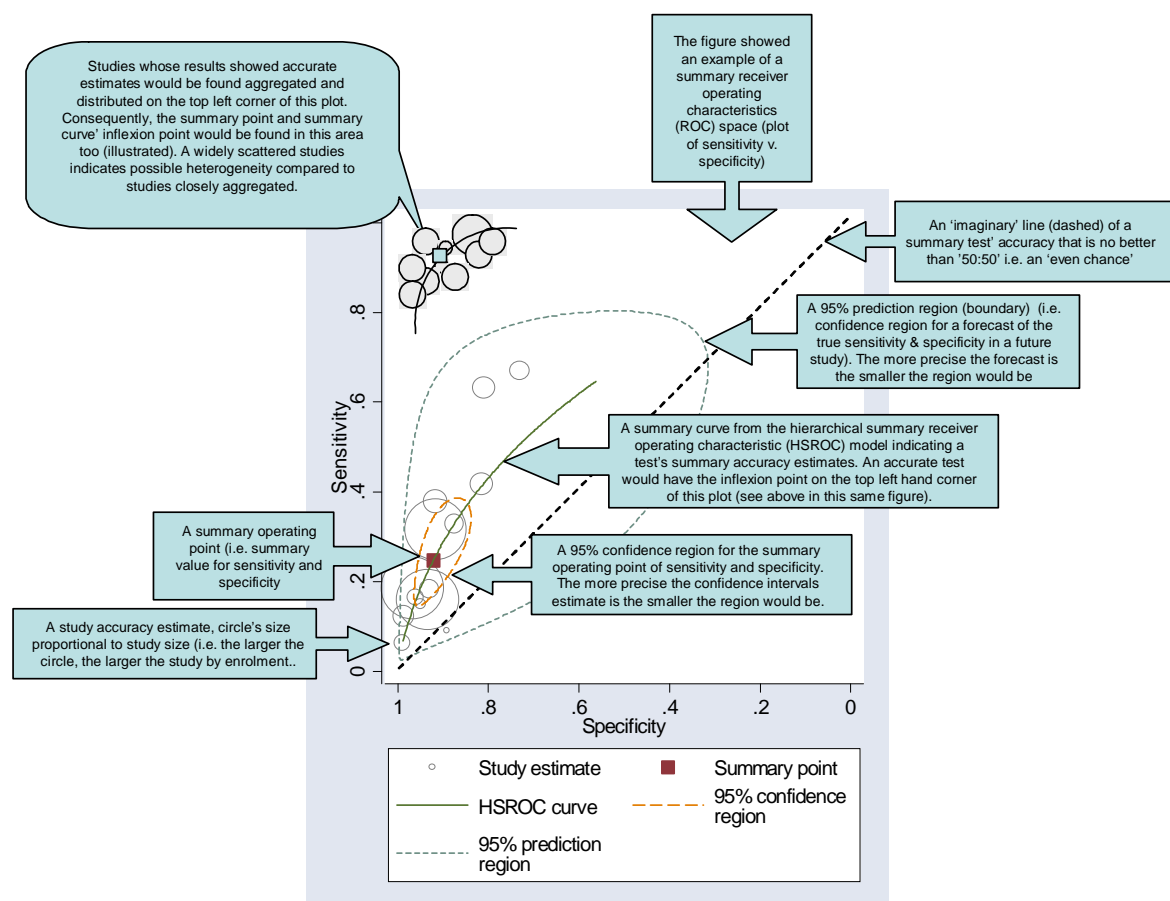 Studies whose results showed accurate
estimates would be found aggregated and
distributed on the top left corner of this plot.
Consequently, the summary point and summary
curve' inflexion point would be found in this area
too (illustrated). A widely scattered studies
indicates possible heterogeneity compared to
studies closely aggregated.
The figure showed
an example of a
summary receiver
operating
characteristics
(ROC) space (plot
of sensitivity v.
specificity)
An 'imaginary' line (dashed) of a
summary test' accuracy that is no better
than '50:50' i.e. an 'even chance'
A 95% prediction region (boundary) (i.e.
confidence region for a forecast of the
true sensitivity & specificity in a future
study). The more precise the forecast is
the smaller the region would be
A summary curve from the hierarchical summary receiver
operating characteristic (HSROC) model indicating a
test's summary accuracy estimates. An accurate test
would have the inflexion point on the top left hand corner
of this plot (see above in this same figure).
A summary operating
point (i.e. summary
value for sensitivity and
specificity
A 95% confidence region for the summary
operating point of sensitivity and specificity.
The more precise the confidence intervals
estimate is the smaller the region would be.
A study accuracy estimate, circle's size
proportional to study size (i.e. the larger the
circle, the larger the study by enrolment..
Sensitivity
.8
.6
.4
.2
0
1
.8
.6
.4
.2
0
Specificity
Study estimate
Summary point
HSROC curve
95% confidence
region
95% prediction
region